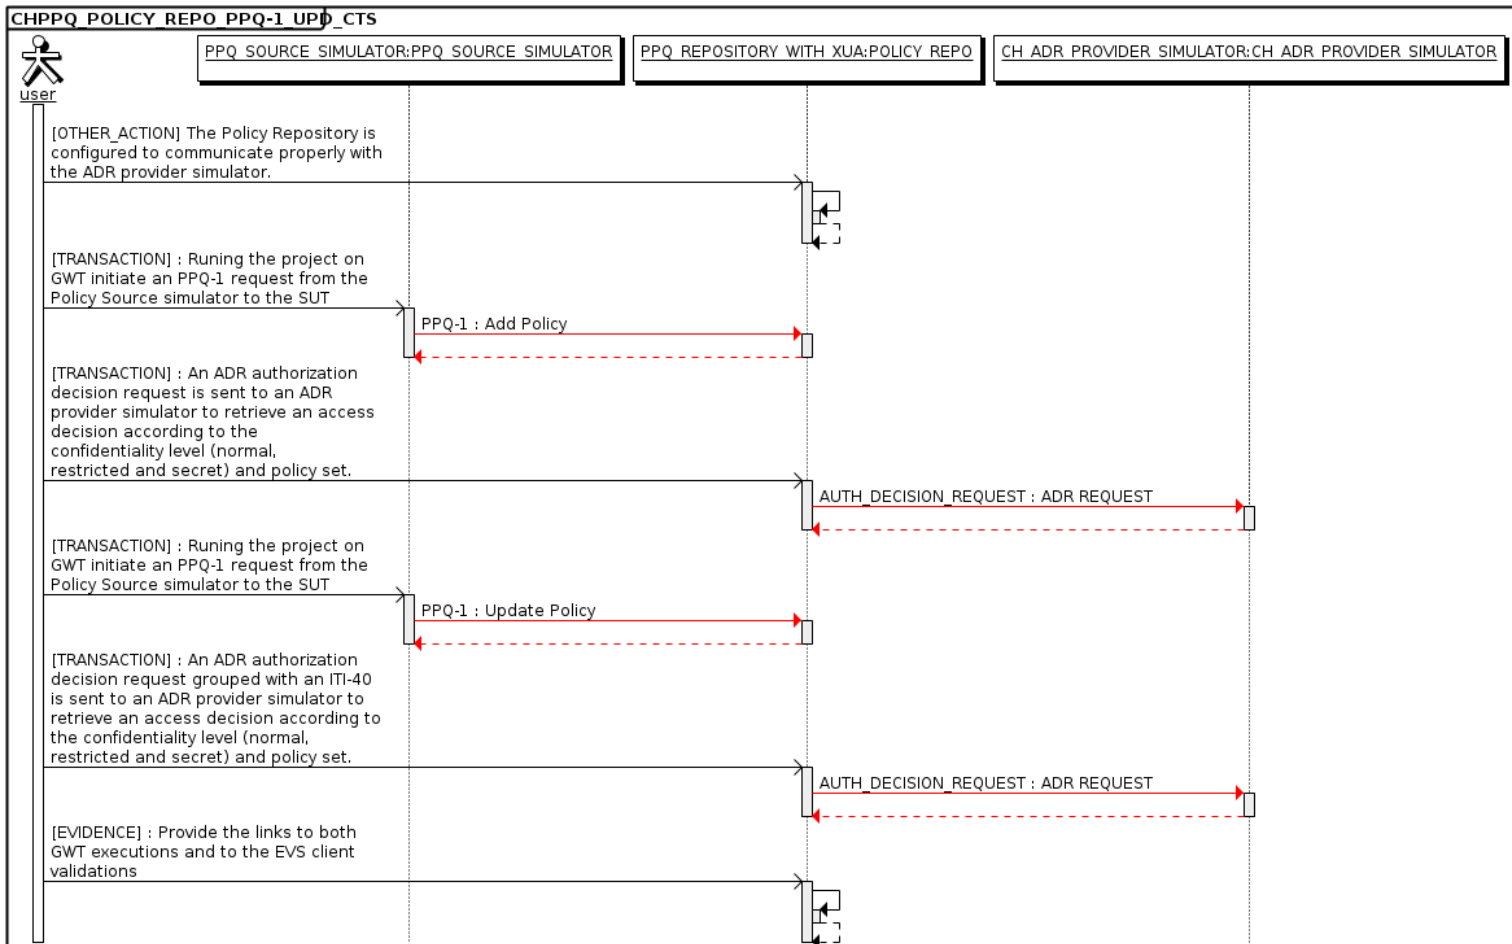 CHPPQ_POLICY_REPO_PPQ-1_UPD_CTS
user
PPQ_SOURCE_SIMULATOR:PPQ_SOURCE_SIMULATOR
PPQ_REPOSITORY_WITH_XUA:POLICY_REPO
CH_ADR_PROVIDER_SIMULATOR:CH_ADR_PROVIDER_SIMULATOR
[OTHER_ACTION] The Policy Repository is
configured to communicate properly with
the ADR provider simulator.
[TRANSACTION] : Runing the project on
GWT initiate an PPQ-1 request from the
Policy Source simulator to the SUT
PPQ-1 : Add Policy
[TRANSACTION] : An ADR authorization
decision request is sent to an ADR
provider simulator to retrieve an access
decision according to the
confidentiality level (normal,
restricted and secret) and policy set.
AUTH_DECISION_REQUEST : ADR REQUEST
[TRANSACTION] : Runing the project on
GWT initiate an PPQ-1 request from the
Policy Source simulator to the SUT
PPQ-1 : Update Policy
[TRANSACTION] : An ADR authorization
decision request grouped with an ITI-40
is sent to an ADR provider simulator to
retrieve an access decision according to
the confidentiality level (normal,
restricted and secret) and policy set.
AUTH_DECISION_REQUEST : ADR REQUEST
[EVIDENCE] : Provide the links to both
GWT executions and to the EVS client
validations